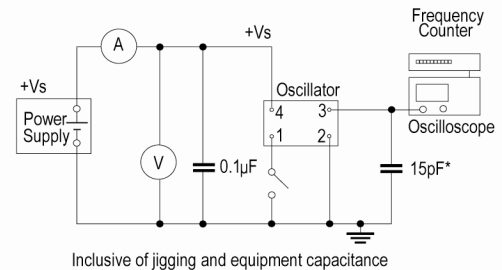 Frequency
Counter
A
+Vs
+Vs
Oscillator
Power
Supply
4 3
1 2
Oscilloscope
V
0.1µF
15pF*
Inclusive of jigging and equipment capacitance